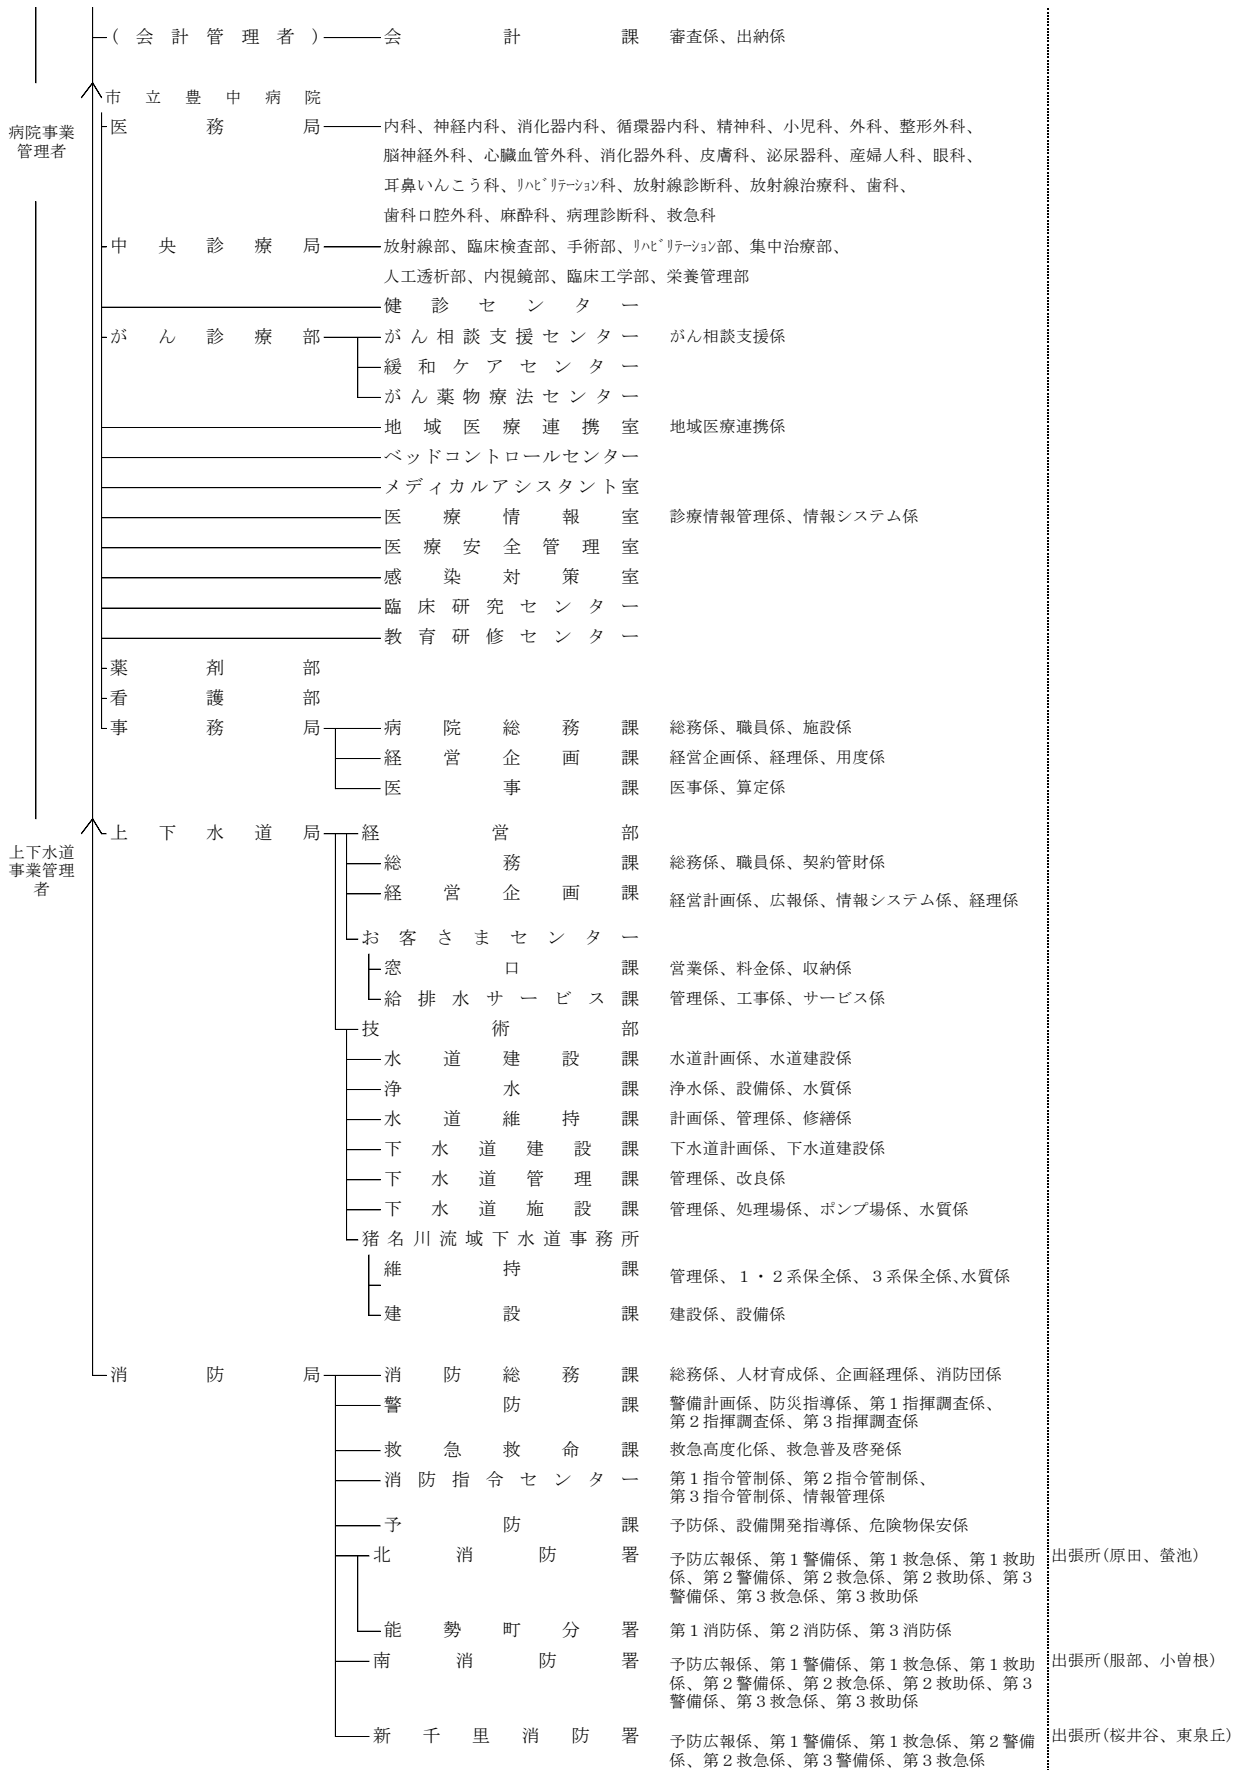 (会計管理者) 会計課 審査係、出納係
市立豊中病院
病院事業
管理者
医務局 内科、神経内科、消化器内科、循環器内科、精神科、小児科、外科、整形外科、
脳神経外科、心臓血管外科、消化器外科、皮膚科、泌尿器科、産婦人科、眼科、
耳鼻いんこう科、ﾘﾊﾋﾞﾘﾃｰｼｮﾝ科、放射線診断科、放射線治療科、歯科、
歯科口腔外科、麻酔科、病理診断科、救急科
中央診療局 放射線部、臨床検査部、手術部、ﾘﾊﾋﾞﾘﾃｰｼｮﾝ部、集中治療部、
人工透析部、内視鏡部、臨床工学部、栄養管理部
健診センター
がん診療部 がん相談支援センター がん相談支援係
緩和ケアセンター
がん薬物療法センター
地域医療連携室 地域医療連携係
ベッドコントロールセンター
メディカルアシスタント室
医療情報室 診療情報管理係、情報システム係
医療安全管理室
感染対策室
臨床研究センター
教育研修センター
薬剤部
看護部
事務局 病院総務課 総務係、職員係、施設係
経営企画課 経営企画係、経理係、用度係
医事課 医事係、算定係
上下水道
事業管理
者
上下水道局 経営部
総務課 総務係、職員係、契約管財係
経営企画課 経営計画係、広報係、情報システム係、経理係
お客さまセンター
窓口課 営業係、料金係、収納係
給排水サービス課 管理係、工事係、サービス係
技術部
水道建設課 水道計画係、水道建設係
浄水課 浄水係、設備係、水質係
水道維持課 計画係、管理係、修繕係
下水道建設課 下水道計画係、下水道建設係
下水道管理課 管理係、改良係
下水道施設課 管理係、処理場係、ポンプ場係、水質係
猪名川流域下水道事務所
維持課 管理係、１・２系保全係、３系保全係、水質係
建設課 建設係、設備係
消防局 消防総務課 総務係、人材育成係、企画経理係、消防団係
警防課 警備計画係、防災指導係、第１指揮調査係、
第２指揮調査係、第３指揮調査係
救急救命課 救急高度化係、救急普及啓発係
消防指令センター 第１指令管制係、第２指令管制係、
第３指令管制係、情報管理係
予防課 予防係、設備開発指導係、危険物保安係
北消防署 予防広報係、第１警備係、第１救急係、第１救助 出張所(原田、螢池)
係、第２警備係、第２救急係、第２救助係、第３
警備係、第３救急係、第３救助係
能勢町分署 第１消防係、第２消防係、第３消防係
南消防署 予防広報係、第１警備係、第１救急係、第１救助 出張所(服部、小曽根)
係、第２警備係、第２救急係、第２救助係、第３
警備係、第３救急係、第３救助係
新千里消防署 予防広報係、第１警備係、第１救急係、第２警備 出張所(桜井谷、東泉丘)
係、第２救急係、第３警備係、第３救急係